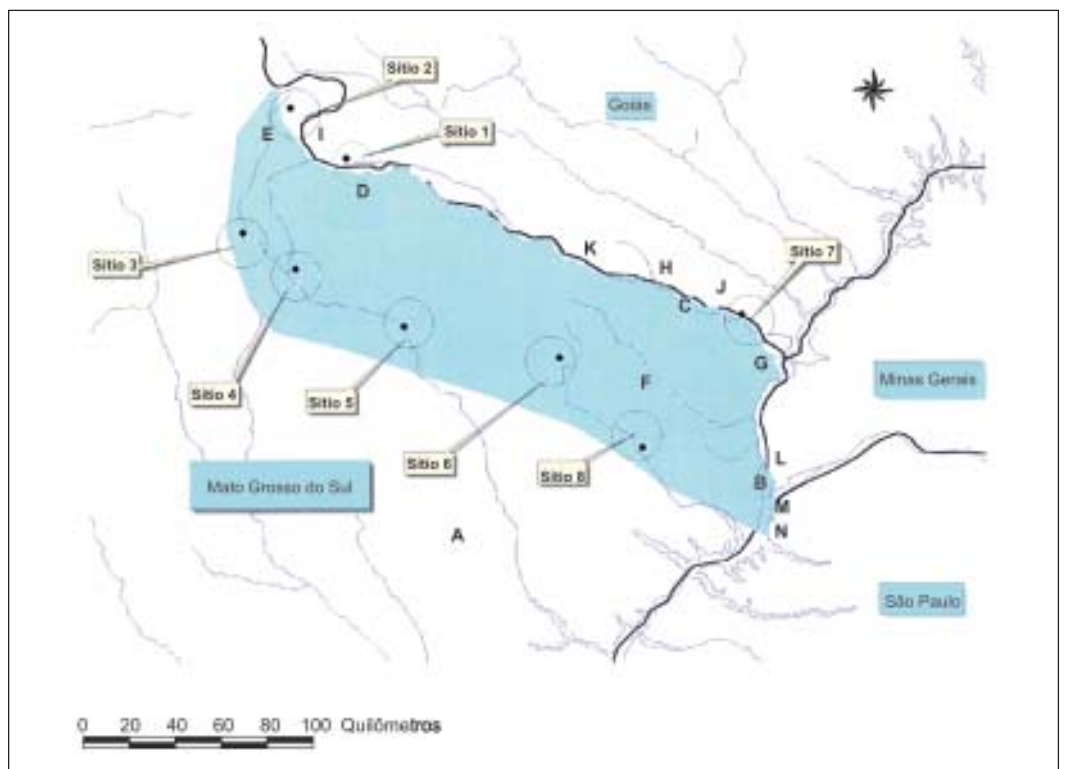 Sítio 2
Goiás
E
I
Sítio 1
D
K
H
J
Sítio 7
C
Sítio 3
G
F
Minas Gerais
Sítio 4
Sítio 5
Sítio 6
Sítio 8
L
B
Mato Grosso do Sul
M
A
N
São Paulo
0 20 40 60 80 100 Quilômetros